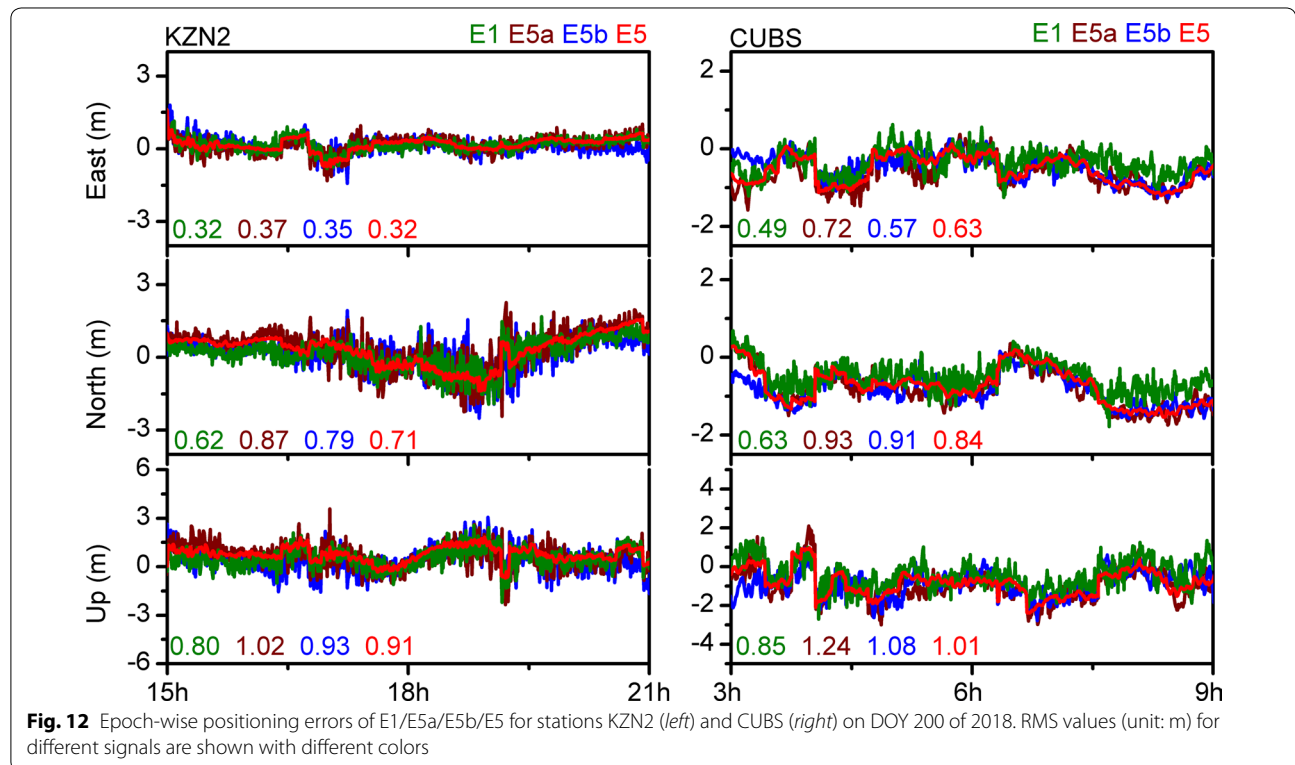 KZN2 E1 E5a E5b E5
East (m)
3
0
-3
0.32 0.37 0.35 0.32
North (m)
3
0
-3
0.62 0.87 0.79 0.71
Up (m)
6
3
0
-3
-6
0.80 1.02 0.93 0.91
15h 18h 21h
CUBS E1 E5a E5b E5
2
0
-2
0.49 0.72 0.57 0.63
2
0
-2
0.63 0.93 0.91 0.84
4
2
0
-2
-4
0.85 1.24 1.08 1.01
3h 6h 9h
Fig. 12 Epoch-wise positioning errors of E1/E5a/E5b/E5 for stations KZN2 (left) and CUBS (right) on DOY 200 of 2018. RMS values (unit: m) for
different signals are shown with different colors